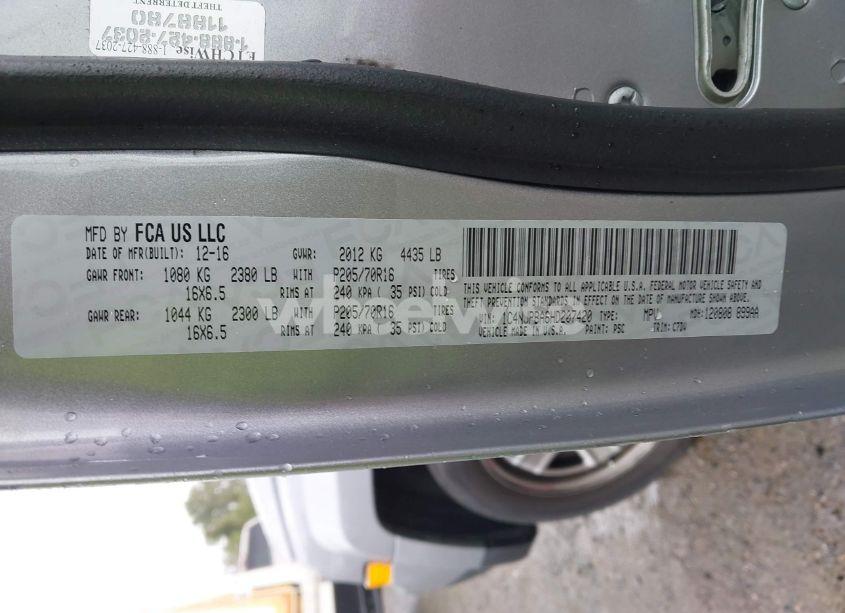 THEFT DETERRENT
1188780
1-888-427-2037
ETCHWise 1-888-427-2037
MFD BY FCA US LLC
DATE OF MFR(BUILT): 12-16 GVWR: 2012 KG 4435 LB
GAWR FRONT: 1080 KG 2380 LB WITH P205/70R16 TIRES
16X6.5 RIMS AT 240 KPA ( 35 PSI) COLD
GAWR REAR: 1044 KG 2300 LB WITH P205/70R16 TIRES
16X6.5 RIMS AT 240 KPA ( 35 PSI) COLD
THIS VEHICLE CONFORMS TO ALL APPLICABLE U.S.A. FEDERAL MOTOR VEHICLE SAFETY AND
THEFT PREVENTION STANDARDS IN EFFECT ON THE DATE OF MANUFACTURE SHOWN ABOVE.
VIN: 1C4NJPBA6HD207420 TYPE: MPV MDH: 120808 899AA
VEHICLE MADE IN U.S.A. PAINT: PSC TRIM: C7DV